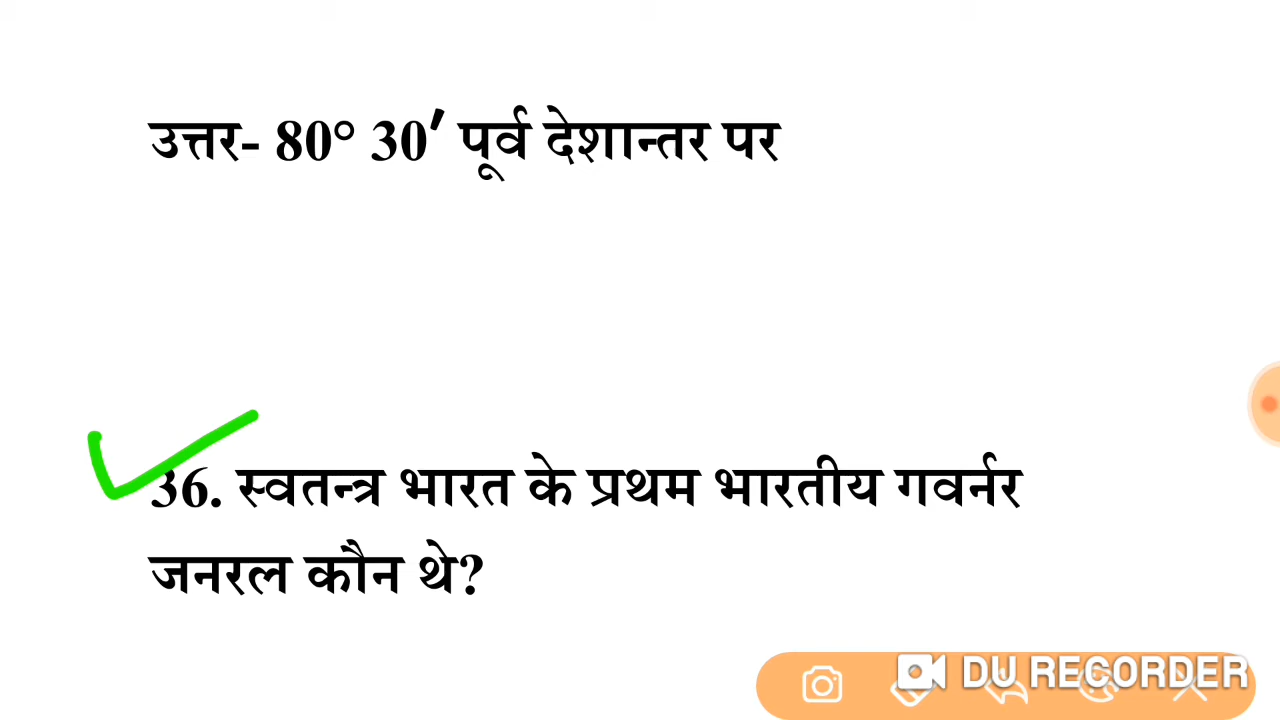 उत्तर- 80° 30′ पूर्व देशान्तर पर
36. स्वतन्त्र भारत के प्रथम भारतीय गवर्नर
जनरल कौन थे?
DU RECORDER